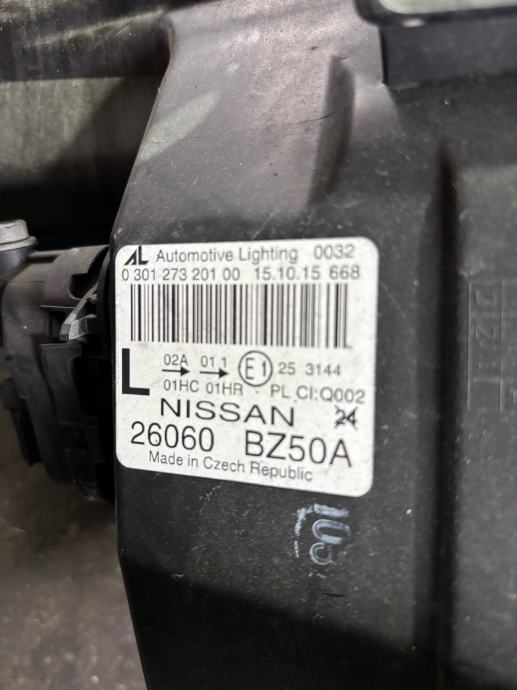 AL Automotive Lighting 0032
0 301 273 201 00 15.10.15 668
L 02A 01 1 E1 25 3144
01HC 01HR - PL CI:Q002
NISSAN 24
26060 BZ50A
Made in Czech Republic